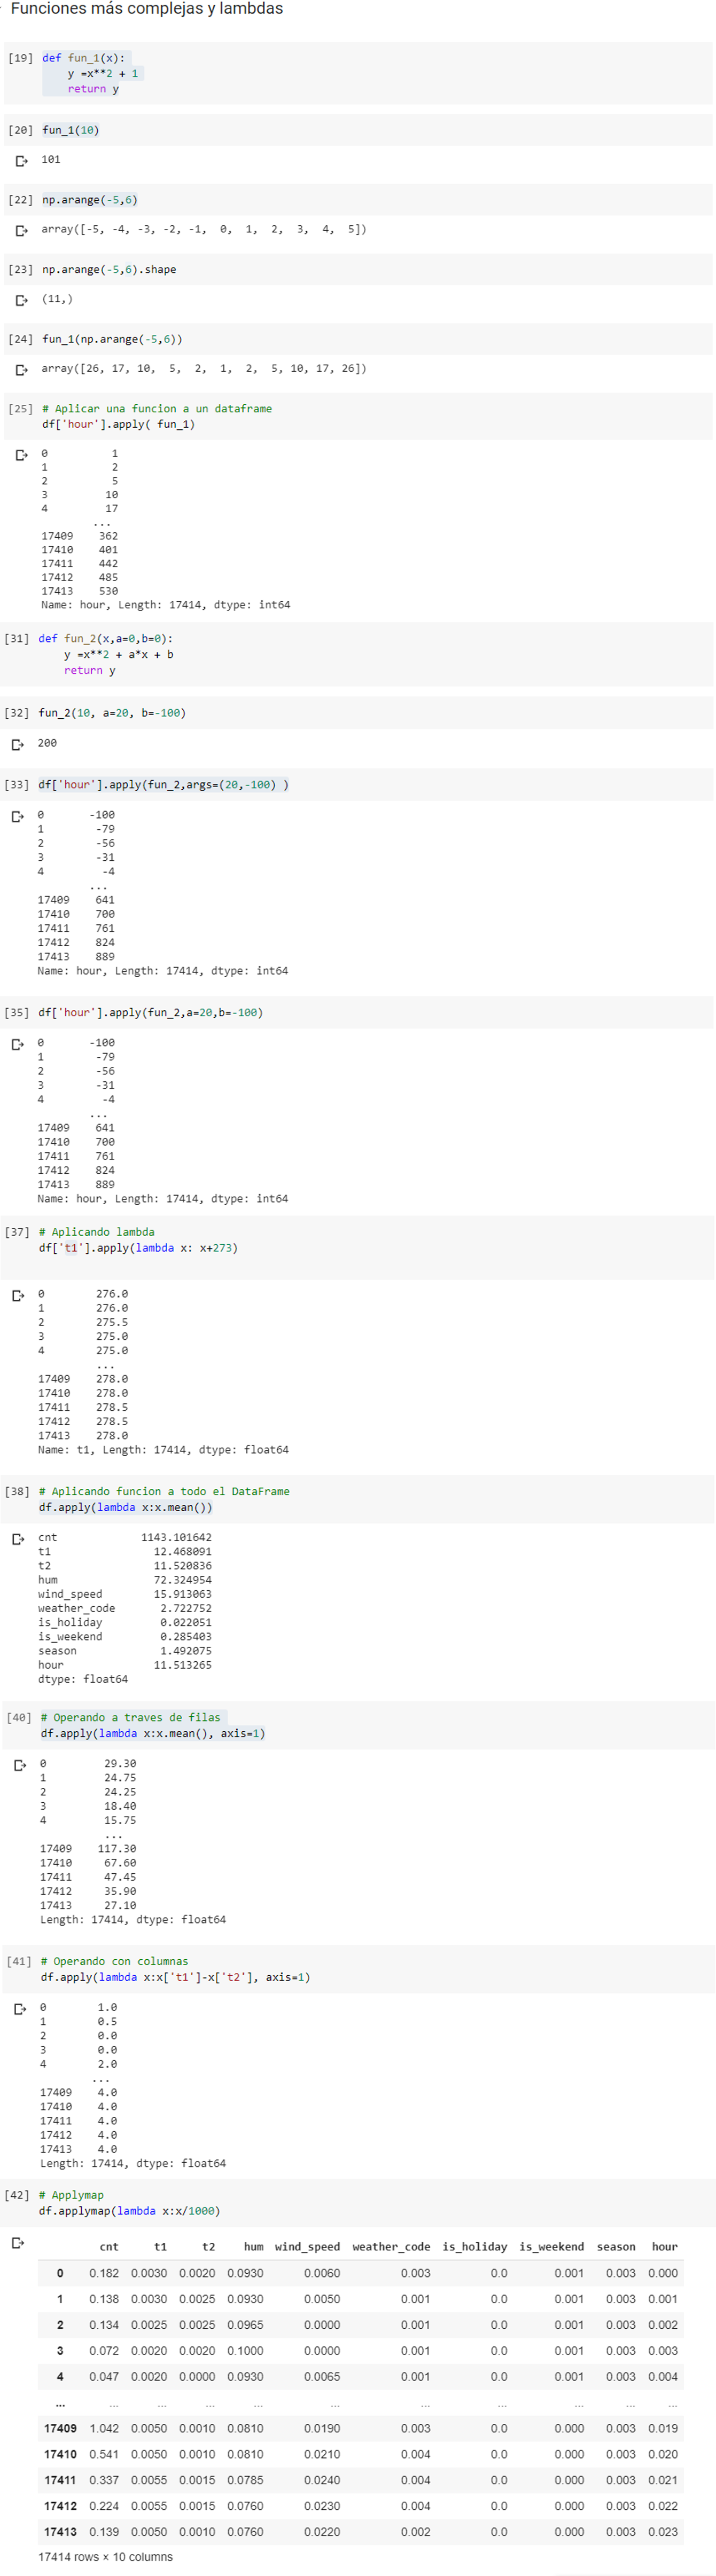 Funciones más complejas y lambdas
[19] def fun_1(x):
y =x**2 + 1
return y
[20] fun_1(10)
101
[22] np.arange(-5,6)
array([-5, -4, -3, -2, -1, 0, 1, 2, 3, 4, 5])
[23] np.arange(-5,6).shape
(11,)
[24] fun_1(np.arange(-5,6))
array([26, 17, 10, 5, 2, 1, 2, 5, 10, 17, 26])
[25] # Aplicar una funcion a un dataframe
df['hour'].apply( fun_1)
0 1
1 2
2 5
3 10
4 17
...
17409 362
17410 401
17411 442
17412 485
17413 530
Name: hour, Length: 17414, dtype: int64
[31] def fun_2(x,a=0,b=0):
y =x**2 + a*x + b
return y
[32] fun_2(10, a=20, b=-100)
200
[33] df['hour'].apply(fun_2,args=(20,-100) )
0 -100
1 -79
2 -56
3 -31
4 -4
...
17409 641
17410 700
17411 761
17412 824
17413 889
Name: hour, Length: 17414, dtype: int64
[35] df['hour'].apply(fun_2,a=20,b=-100)
0 -100
1 -79
2 -56
3 -31
4 -4
...
17409 641
17410 700
17411 761
17412 824
17413 889
Name: hour, Length: 17414, dtype: int64
[37] # Aplicando lambda
df['t1'].apply(lambda x: x+273)
0 276.0
1 276.0
2 275.5
3 275.0
4 275.0
...
17409 278.0
17410 278.0
17411 278.5
17412 278.5
17413 278.0
Name: t1, Length: 17414, dtype: float64
[38] # Aplicando funcion a todo el DataFrame
df.apply(lambda x:x.mean())
cnt 1143.101642
t1 12.468091
t2 11.520836
hum 72.324954
wind_speed 15.913063
weather_code 2.722752
is_holiday 0.022051
is_weekend 0.285403
season 1.492075
hour 11.513265
dtype: float64
[40] # Operando a traves de filas
df.apply(lambda x:x.mean(), axis=1)
0 29.30
1 24.75
2 24.25
3 18.40
4 15.75
...
17409 117.30
17410 67.60
17411 47.45
17412 35.90
17413 27.10
Length: 17414, dtype: float64
[41] # Operando con columnas
df.apply(lambda x:x['t1']-x['t2'], axis=1)
0 1.0
1 0.5
2 0.0
3 0.0
4 2.0
...
17409 4.0
17410 4.0
17411 4.0
17412 4.0
17413 4.0
Length: 17414, dtype: float64
[42] # Applymap
df.applymap(lambda x:x/1000)
cnt t1 t2 hum wind_speed weather_code is_holiday is_weekend season hour
0 0.182 0.0030 0.0020 0.0930 0.0060 0.003 0.0 0.001 0.003 0.000
1 0.138 0.0030 0.0025 0.0930 0.0050 0.001 0.0 0.001 0.003 0.001
2 0.134 0.0025 0.0025 0.0965 0.0000 0.001 0.0 0.001 0.003 0.002
3 0.072 0.0020 0.0020 0.1000 0.0000 0.001 0.0 0.001 0.003 0.003
4 0.047 0.0020 0.0000 0.0930 0.0065 0.001 0.0 0.001 0.003 0.004
... ... ... ... ... ... ... ... ... ... ...
17409 1.042 0.0050 0.0010 0.0810 0.0190 0.003 0.0 0.000 0.003 0.019
17410 0.541 0.0050 0.0010 0.0810 0.0210 0.004 0.0 0.000 0.003 0.020
17411 0.337 0.0055 0.0015 0.0785 0.0240 0.004 0.0 0.000 0.003 0.021
17412 0.224 0.0055 0.0015 0.0760 0.0230 0.004 0.0 0.000 0.003 0.022
17413 0.139 0.0050 0.0010 0.0760 0.0220 0.002 0.0 0.000 0.003 0.023
17414 rows × 10 columns